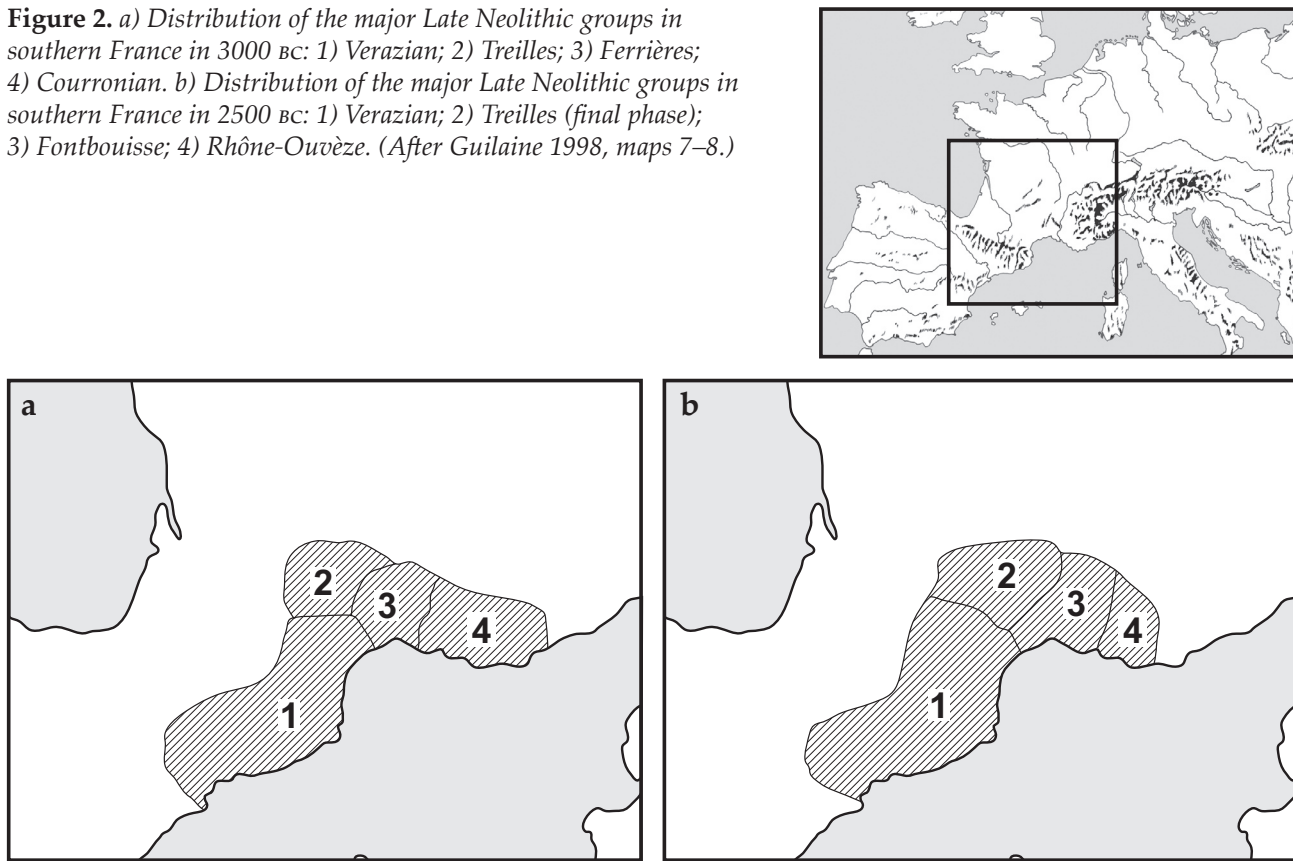 Figure 2. a) Distribution of the major Late Neolithic groups in
southern France in 3000 BC: 1) Verazian; 2) Treilles; 3) Ferrières;
4) Courronian. b) Distribution of the major Late Neolithic groups in
southern France in 2500 BC: 1) Verazian; 2) Treilles (final phase);
3) Fontbouisse; 4) Rhône-Ouvèze. (After Guilaine 1998, maps 7–8.)
a
2
3
4
1
b
2
3
4
1